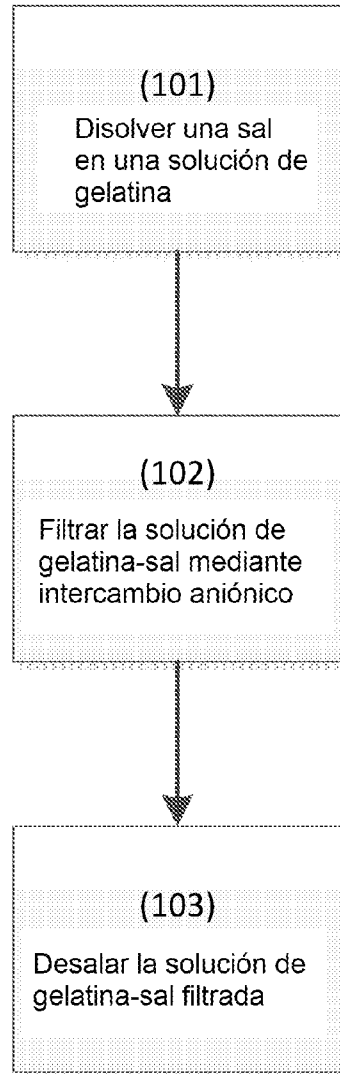 (101)
Disolver una sal
en una solución de
gelatina
(102)
Filtrar la solución de
gelatina-sal mediante
intercambio aniónico
(103)
Desalar la solución de
gelatina-sal filtrada